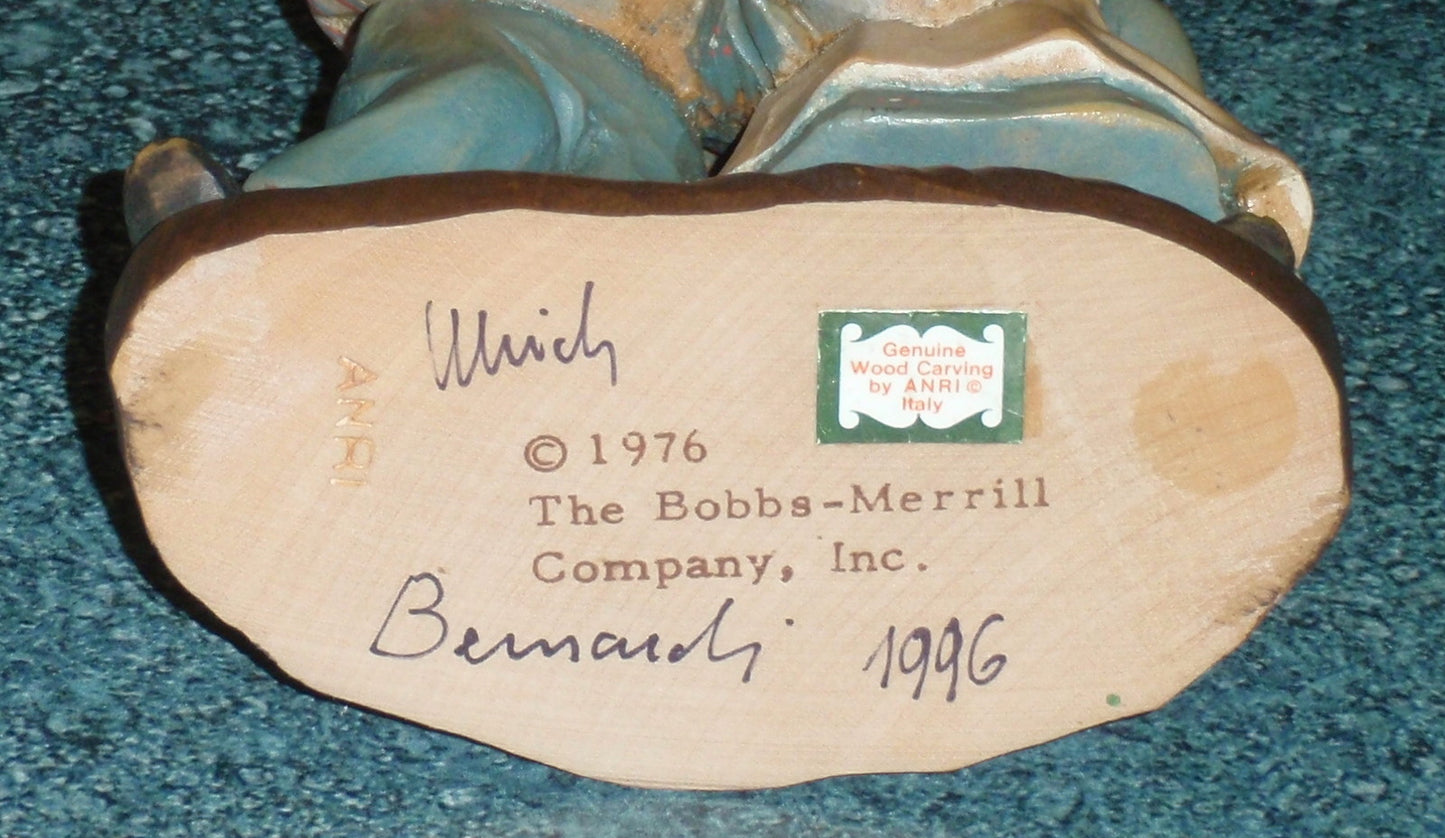 Ulrich
Genuine
Wood Carving
by ANRI ©
Italy
ANRI
© 1976
The Bobbs-Merrill
Company, Inc.
Bernardi 1996